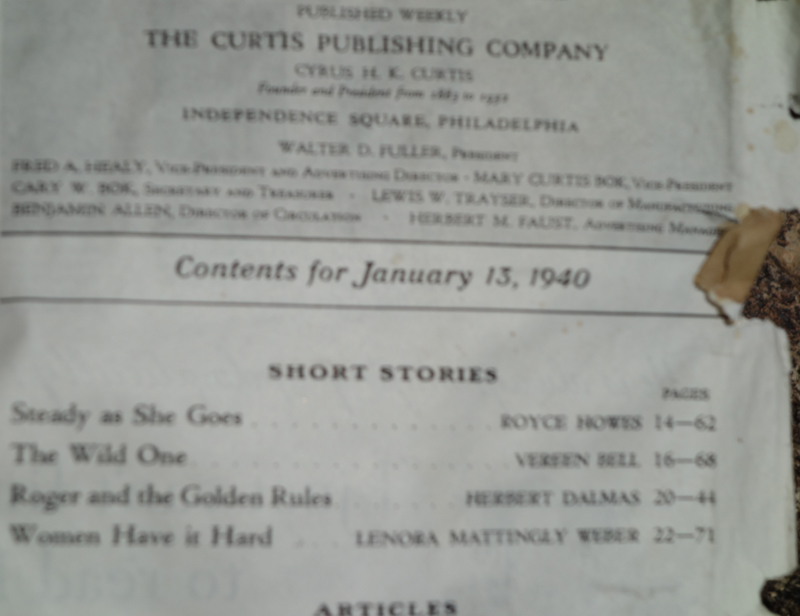 PUBLISHED WEEKLY
THE CURTIS PUBLISHING COMPANY
CYRUS H. K. CURTIS
Founder and President from 1883 to 1932
INDEPENDENCE SQUARE, PHILADELPHIA
WALTER D. FULLER, President
FRED A. HEALY, Vice-President and Advertising Director · MARY CURTIS BOK, Vice-President
CARY W. BOK, Secretary and Treasurer · LEWIS W. TRAYSER, Director of Manufacturing
BENJAMIN ALLEN, Director of Circulation · HERBERT M. FAUST, Advertising Manager
Contents for January 13, 1940
SHORT STORIES
PAGES
Steady as She Goes . . . . . . . . . . . ROYCE HOWES 14—62
The Wild One . . . . . . . . . . . . . VEREEN BELL 16—68
Roger and the Golden Rules . . . . . HERBERT DALMAS 20—44
Women Have it Hard . . . LENORA MATTINGLY WEBER 22—71
ARTICLES